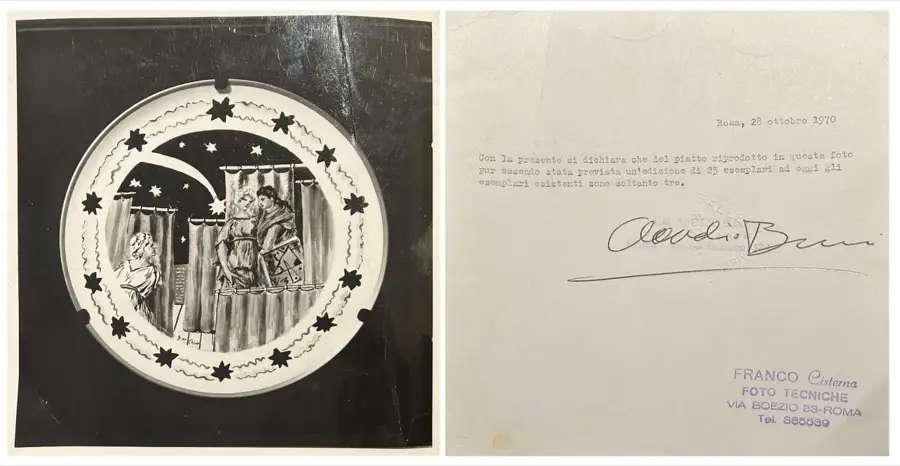 Roma, 28 ottobre 1970
Con la presente si dichiara che del piatto riprodotto in questa foto
pur essendo stata prevista un'edizione di 25 esemplari ad oggi gli
esemplari esistenti sono soltanto tre.
Claudio
FRANCO Cisterna
FOTO TECNICHE
VIA BOEZIO 33-ROMA
Tel. 385539